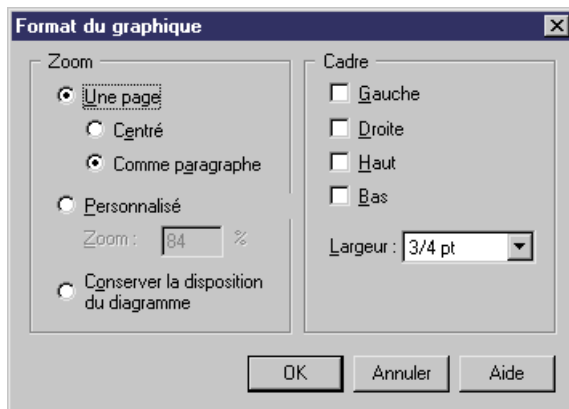 Format du graphique
Zoom
Une page
Centré
Comme paragraphe
Personnalisé
Zoom : 84 %
Conserver la disposition
du diagramme
Cadre
Gauche
Droite
Haut
Bas
Largeur : 3/4 pt
OK Annuler Aide